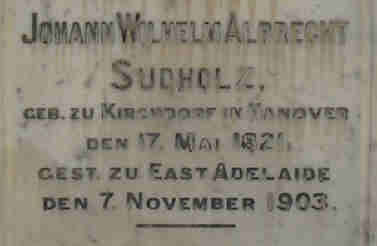 JOHANN WILHELM ALBRECHT
SUDHOLZ,
GEB. ZU KIRCHDORF IN HANOVER
DEN 17. MAI 1821,
GEST. ZU EAST ADELAIDE
DEN 7. NOVEMBER 1903.